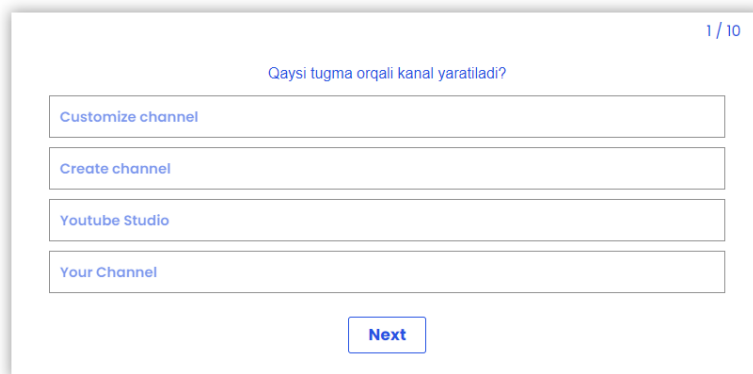 1 / 10
Qaysi tugma orqali kanal yaratiladi?
Customize channel
Create channel
Youtube Studio
Your Channel
Next